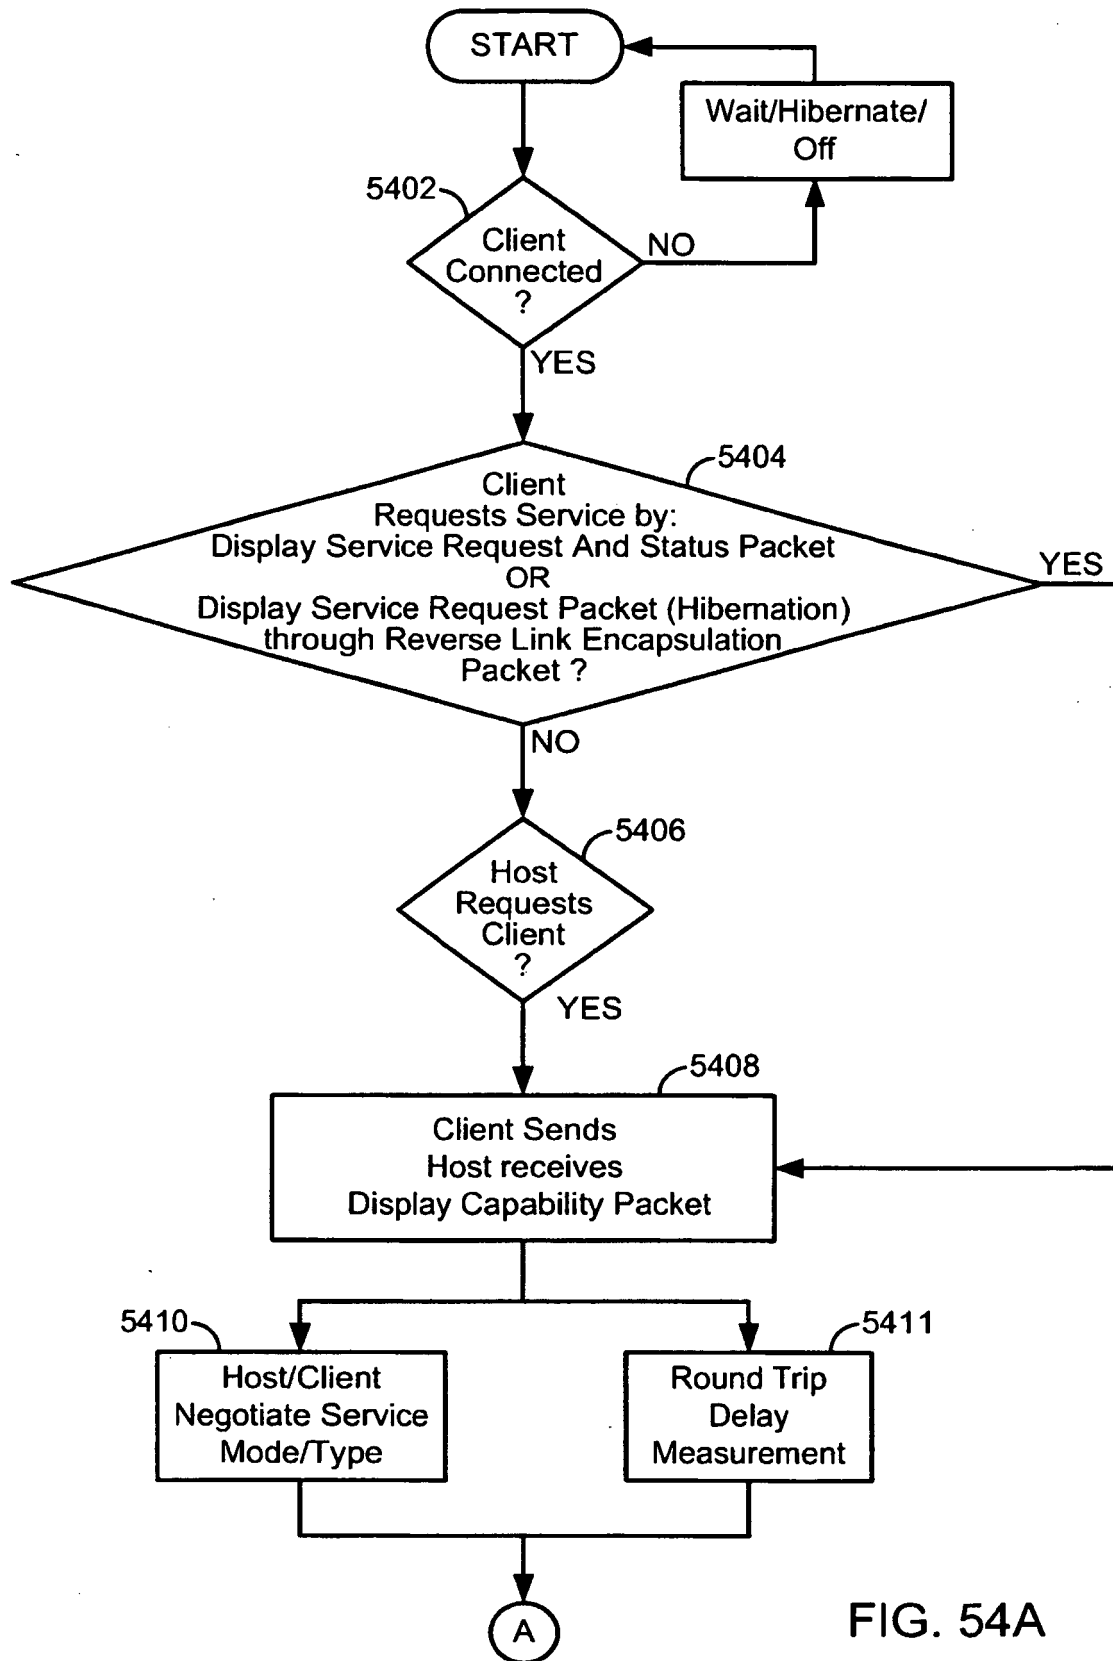 START
Wait/Hibernate/
Off
5402
Client
Connected
?
NO
YES
5404
Client
Requests Service by:
Display Service Request And Status Packet
OR
Display Service Request Packet (Hibernation)
through Reverse Link Encapsulation
Packet ?
YES
NO
5406
Host
Requests
Client
?
YES
5408
Client Sends
Host receives
Display Capability Packet
5410
Host/Client
Negotiate Service
Mode/Type
5411
Round Trip
Delay
Measurement
A
FIG. 54A